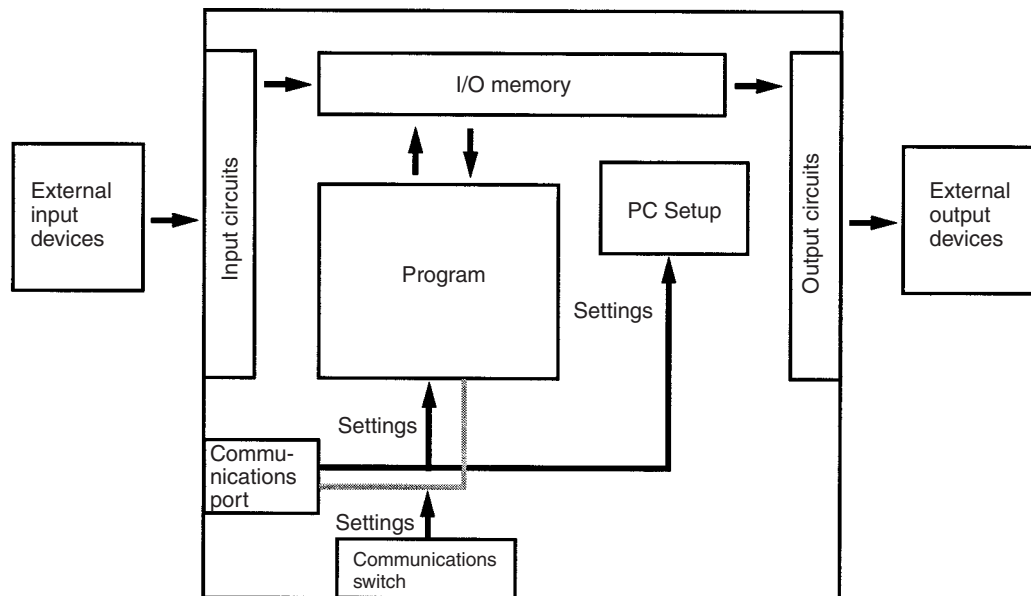 I/O memory
External
input
devices
Input circuits
Program
PC Setup
Output circuits
External
output
devices
Settings
Settings
Commu-
nications
port
Settings
Communications
switch